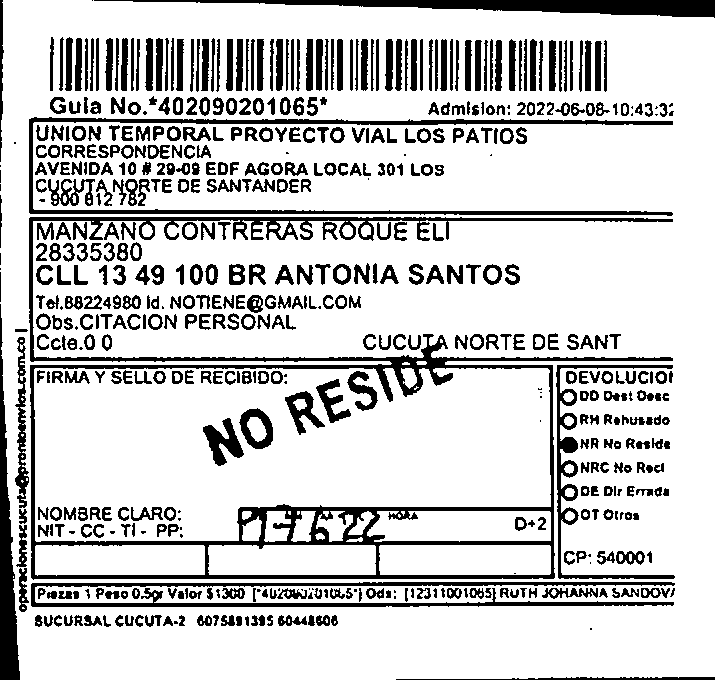 Guia No.*402090201065*
Admision: 2022-06-08-10:43:32
UNION TEMPORAL PROYECTO VIAL LOS PATIOS
CORRESPONDENCIA
AVENIDA 10 # 29-09 EDF AGORA LOCAL 301 LOS
CUCUTA NORTE DE SANTANDER
- 900 812 782
MANZANO CONTRERAS ROQUE ELI
28335380
CLL 13 49 100 BR ANTONIA SANTOS
Tel.88224980 Id. NOTIENE@GMAIL.COM
Obs.CITACION PERSONAL
Ccte.0 0
CUCUTA NORTE DE SANT
FIRMA Y SELLO DE RECIBIDO:
NO RESIDE
DEVOLUCIO
DD Dest Desc
RH Rehusado
NR No Reside
NRC No Recl
DE Dir Errada
OT Otros
NOMBRE CLARO:
NIT - CC - TI - PP:
HORA
D+2
CP: 540001
operacionescucuta@prontoenvios.com.co
Piezas 1 Peso 0.5gr Valor $1300 [*402090201065*] Ods: [12311001065] RUTH JOHANNA SANDOVA
SUCURSAL CUCUTA-2 6075891395 60448606